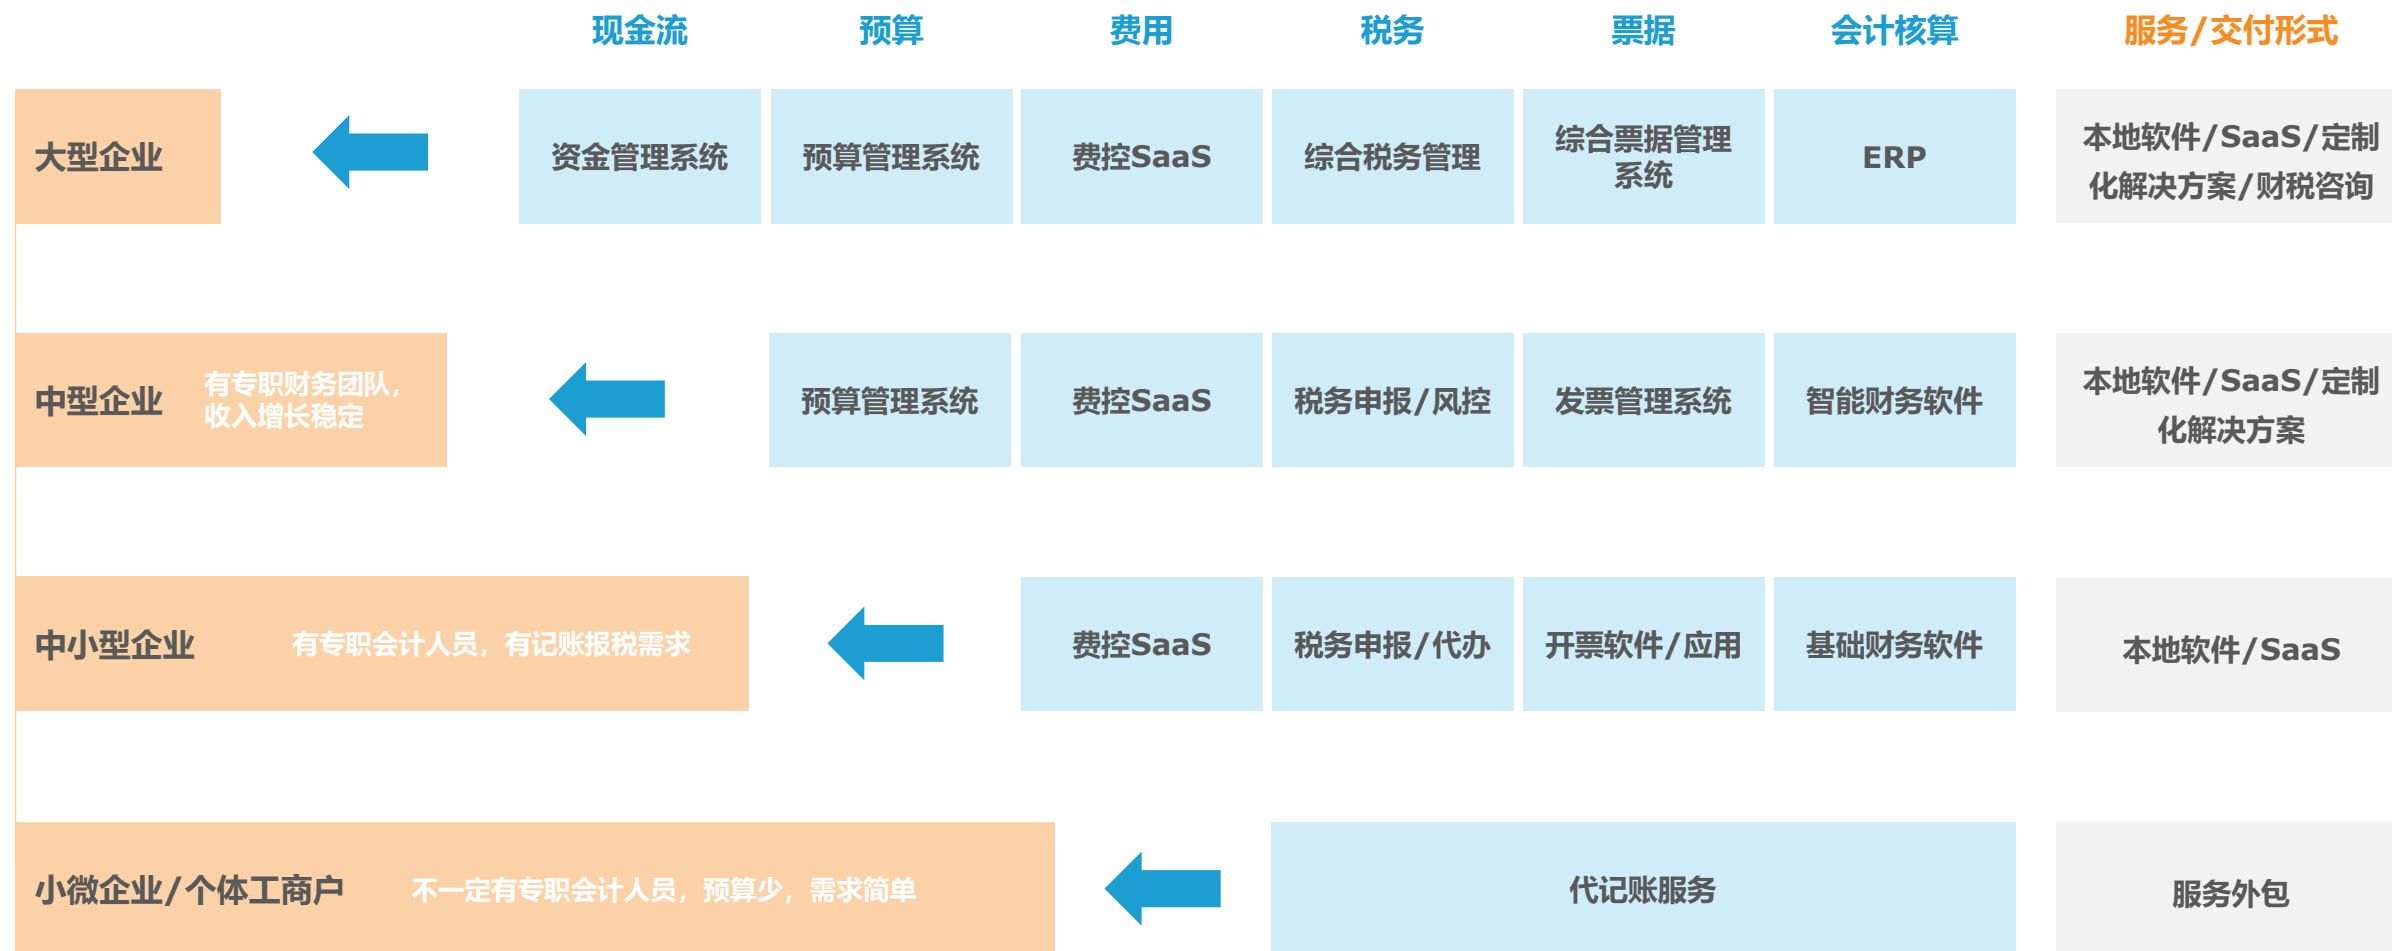 现金流 预算 费用 税务 票据 会计核算 服务/交付形式
大型企业
资金管理系统
预算管理系统
费控SaaS
综合税务管理
综合票据管理
系统
ERP
本地软件/SaaS/定制
化解决方案/财税咨询
中型企业
有专职财务团队，
收入增长稳定
预算管理系统
费控SaaS
税务申报/风控
发票管理系统
智能财务软件
本地软件/SaaS/定制
化解决方案
中小型企业
有专职会计人员，有记账报税需求
费控SaaS
税务申报/代办
开票软件/应用
基础财务软件
本地软件/SaaS
小微企业/个体工商户
不一定有专职会计人员，预算少，需求简单
代记账服务
服务外包